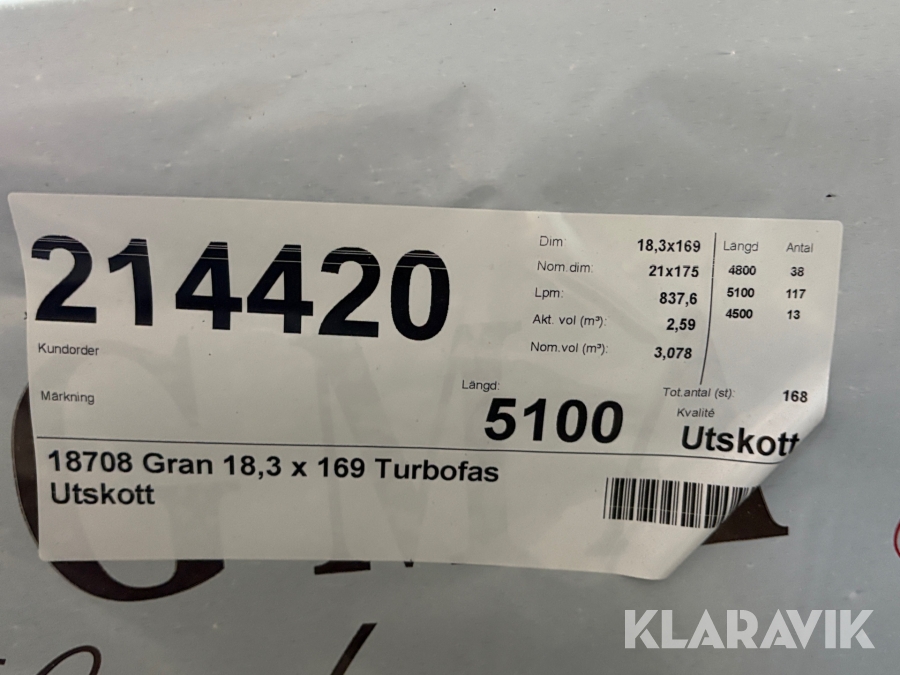 214420
Kundorder
Märkning
Dim 18,3x169
Nom.dim: 21x175
Lpm: 837,6
Akt. vol (m³): 2,59
Nom.vol (m³): 3,078
Langd Antal
4800 38
5100 117
4500 13
Tot.antal (st): 168
Längd: 5100
Kvalité
Utskott
18708 Gran 18,3 x 169 Turbofas
Utskott
KLARAVIK